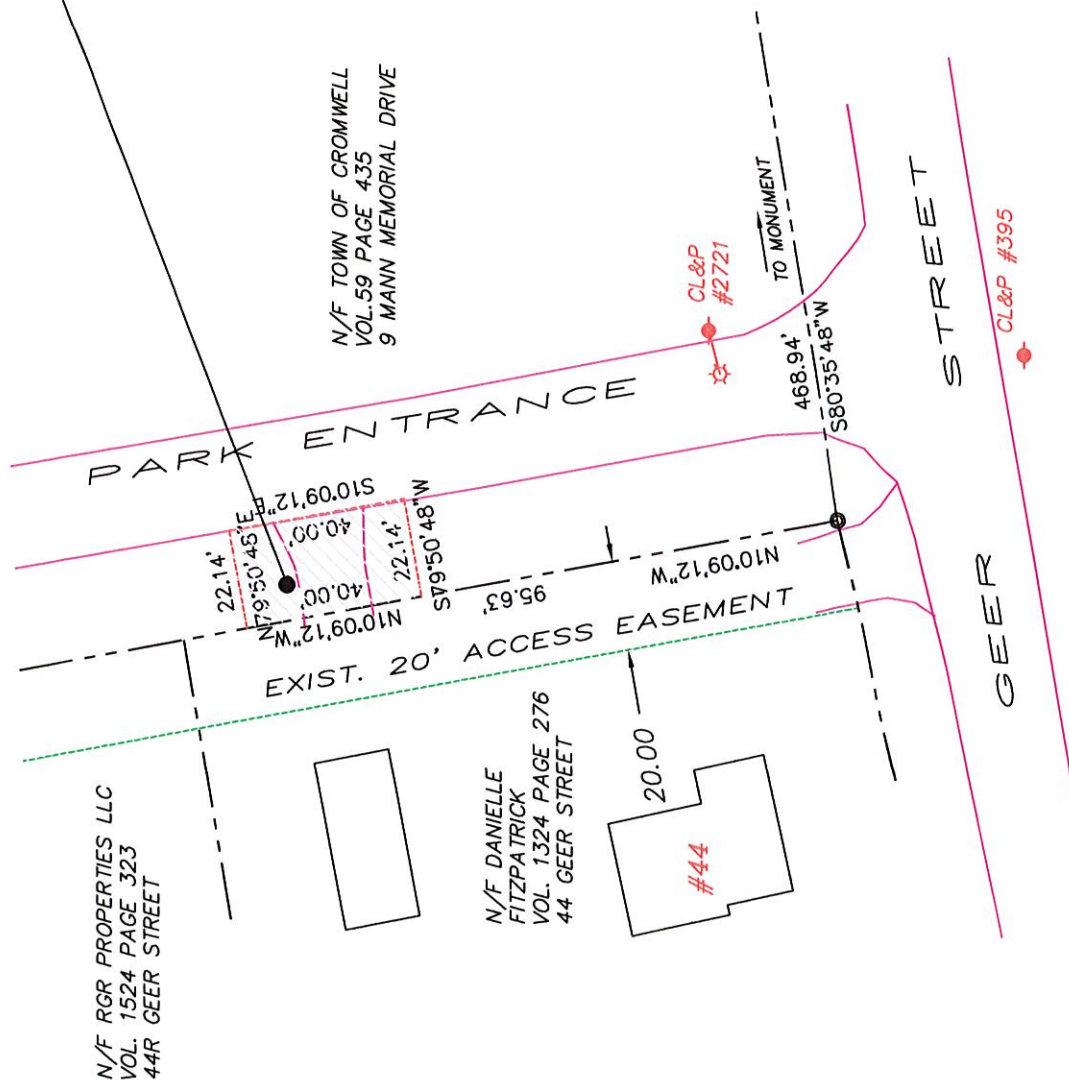 N/F TOWN OF CROMWELL
VOL.59 PAGE 435
9 MANN MEMORIAL DRIVE
PARK ENTRANCE
CL&P
#2721
TO MONUMENT
468.94'
S80°35'48"W
22.14'
N79°50'48"E
S10°09'12"E
40.00'
40.00'
N10°09'12"W
22.14'
S79°50'48"W
95.63'
N10°09'12"W
EXIST. 20' ACCESS EASEMENT
N/F RGR PROPERTIES LLC
VOL. 1524 PAGE 323
44R GEER STREET
N/F DANIELLE
FITZPATRICK
VOL. 1324 PAGE 276
44 GEER STREET
20.00
#44
GEER STREET
CL&P #395